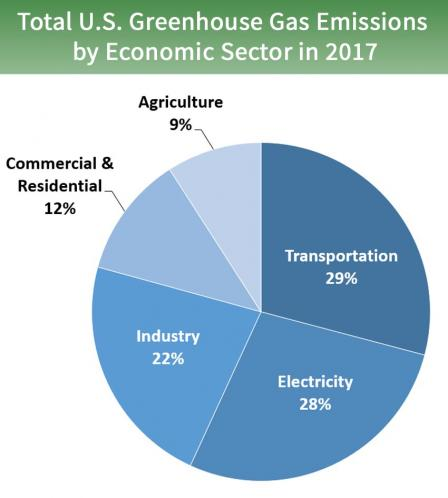 Total U.S. Greenhouse Gas Emissions
by Economic Sector in 2017
Agriculture
9%
Commercial &
Residential
12%
Transportation
29%
Industry
22%
Electricity
28%